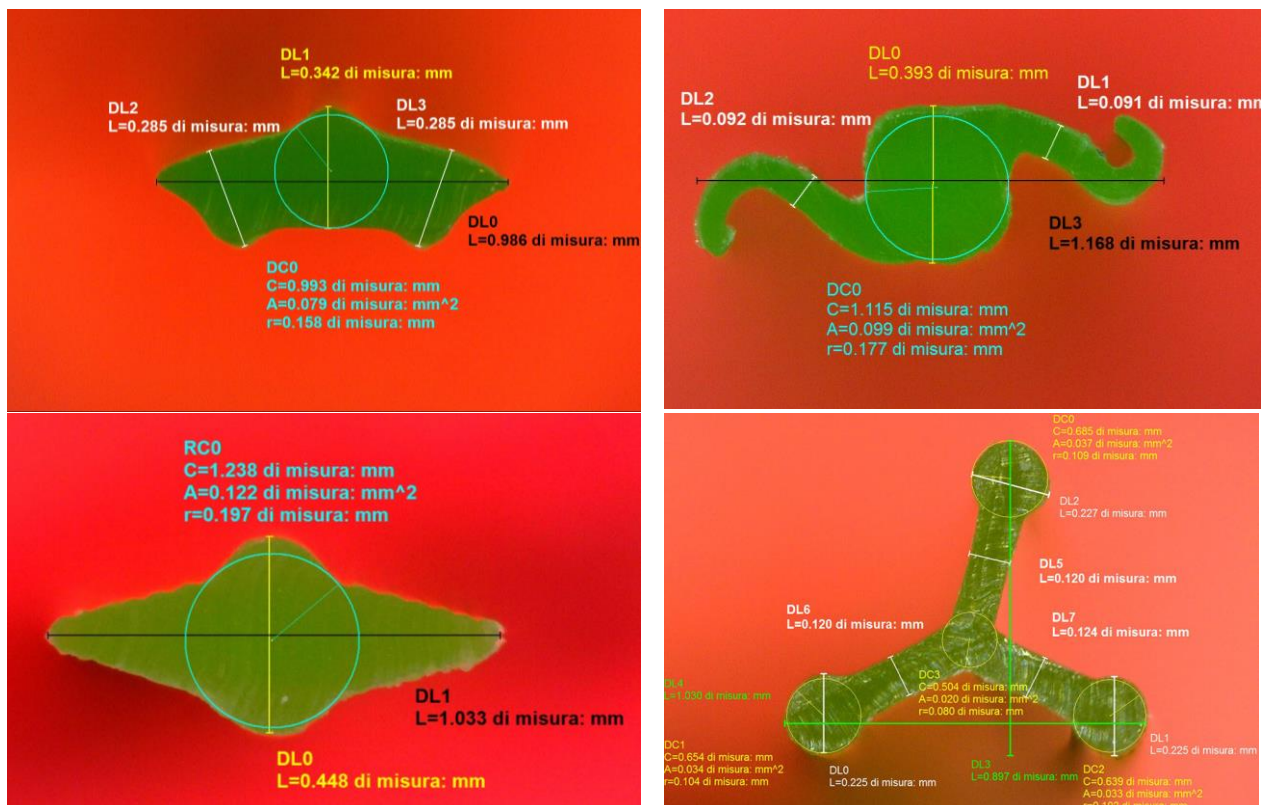 DL1
L=0.342 di misura: mm
DL2
L=0.285 di misura: mm
DL3
L=0.285 di misura: mm
DL0
L=0.986 di misura: mm
DC0
C=0.993 di misura: mm
A=0.079 di misura: mm^2
r=0.158 di misura: mm
DL0
L=0.393 di misura: mm
DL1
L=0.091 di misura: mm
DL2
L=0.092 di misura: mm
DL3
L=1.168 di misura: mm
DC0
C=1.115 di misura: mm
A=0.099 di misura: mm^2
r=0.177 di misura: mm
RC0
C=1.238 di misura: mm
A=0.122 di misura: mm^2
r=0.197 di misura: mm
DL1
L=1.033 di misura: mm
DL0
L=0.448 di misura: mm
DC0
C=0.685 di misura: mm
A=0.037 di misura: mm^2
r=0.109 di misura: mm
DL2
L=0.227 di misura: mm
DL5
L=0.120 di misura: mm
DL6
L=0.120 di misura: mm
DL7
L=0.124 di misura: mm
DL4
L=1.030 di misura: mm
DC3
C=0.504 di misura: mm
A=0.020 di misura: mm^2
r=0.080 di misura: mm
DL1
L=0.225 di misura: mm
DC1
C=0.654 di misura: mm
A=0.034 di misura: mm^2
r=0.104 di misura: mm
DL0
L=0.225 di misura: mm
DL3
L=0.897 di misura: mm
DC2
C=0.639 di misura: mm
A=0.033 di misura: mm^2
di misura: mm